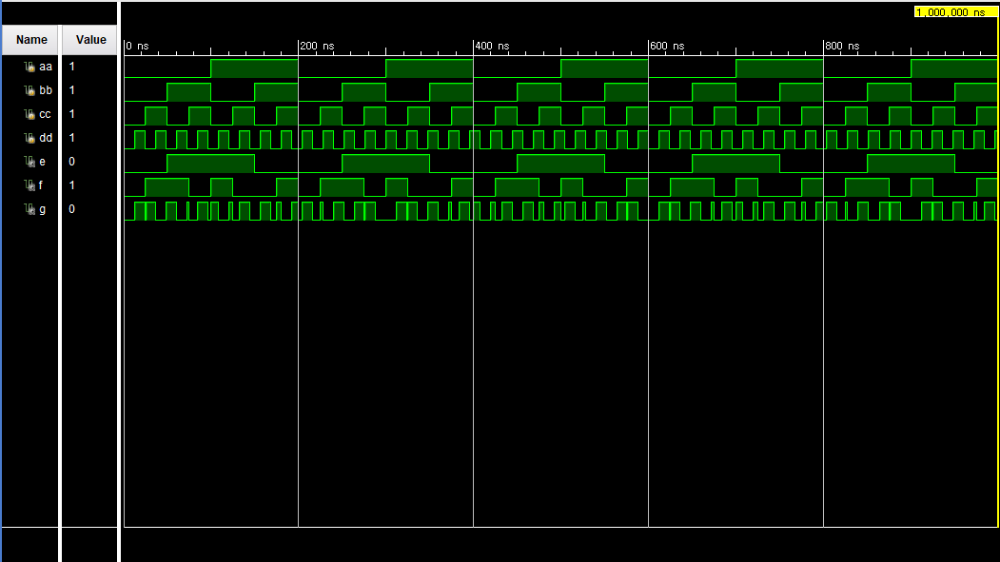 1,000,000 ns
Name Value
0 ns 200 ns 400 ns 600 ns 800 ns
aa 1
bb 1
cc 1
dd 1
e 0
f 1
g 0